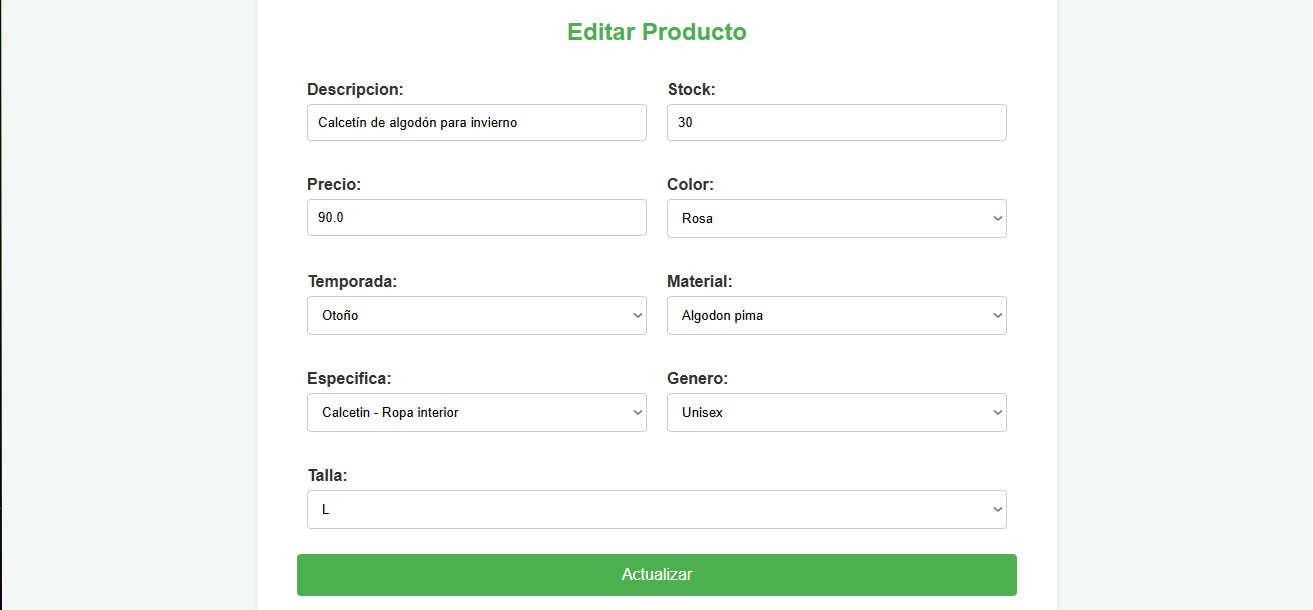 Editar Producto
Descripcion: Stock:
Calcetín de algodón para invierno 30
Precio: Color:
90.0 Rosa
Temporada: Material:
Otoño Algodon pima
Especifica: Genero:
Calcetin - Ropa interior Unisex
Talla:
L
Actualizar